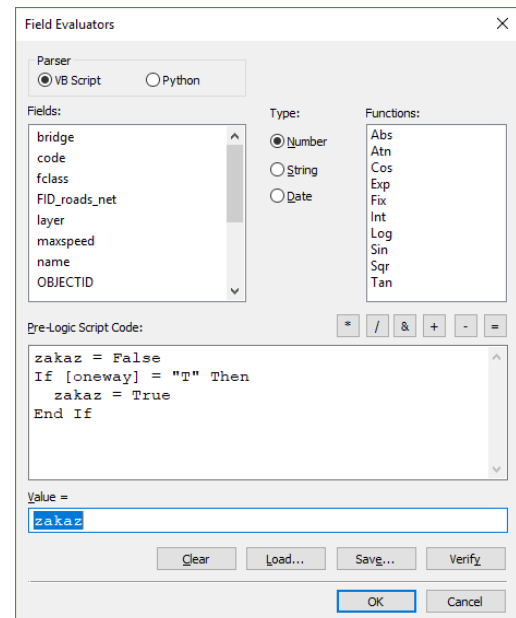 Field Evaluators
Parser
VB Script Python
Fields: Type: Functions:
bridge
code
fclass
FID_roads_net
layer
maxspeed
name
OBJECTID
Number
String
Date
Abs
Atn
Cos
Exp
Fix
Int
Log
Sin
Sqr
Tan
Pre-Logic Script Code: * / & + - =
zakaz = False
If [oneway] = "T" Then
zakaz = True
End If
Value =
zakaz
Clear Load... Save... Verify
OK Cancel